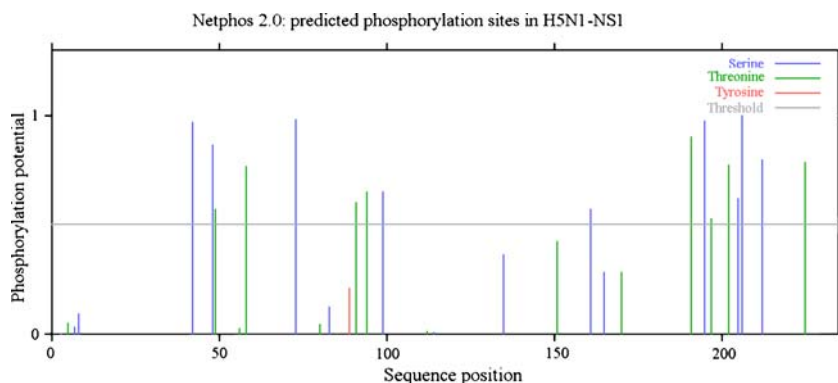 Netphos 2.0: predicted phosphorylation sites in H5N1-NS1
Serine
Threonine
Tyrosine
Threshold
1
0
Phosphorylation potential
0
50
100
150
200
Sequence position